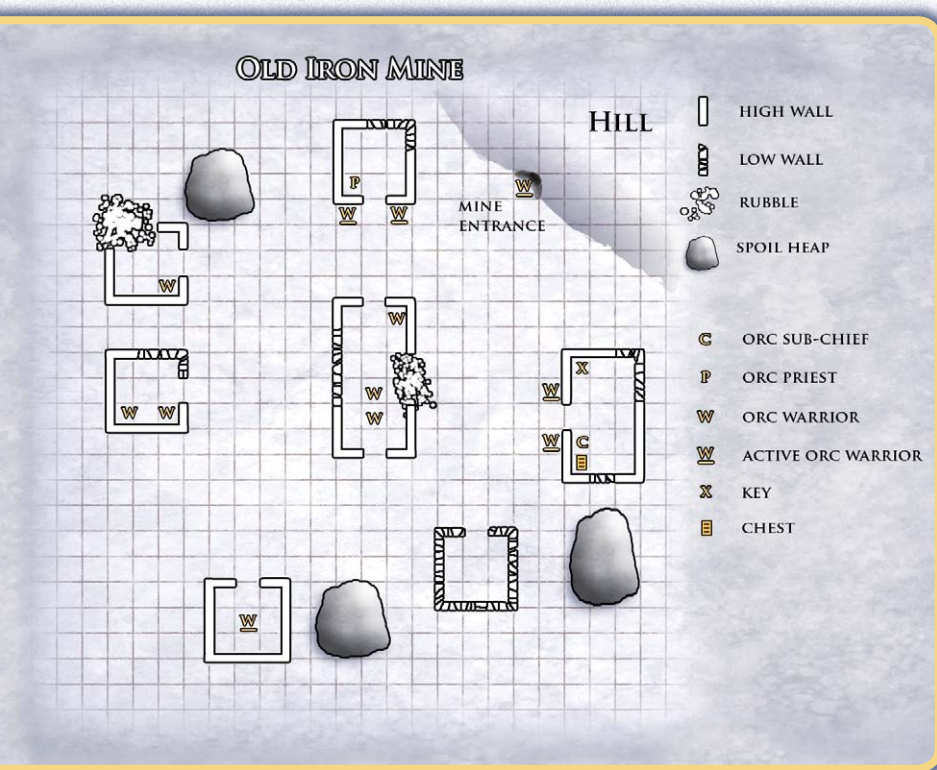 OLD IRON MINE
HILL
HIGH WALL
LOW WALL
RUBBLE
SPOIL HEAP
P
W
W
W
MINE
ENTRANCE
W
W
W
W
W
W
W
X
W
W
C
W
C ORC SUB-CHIEF
P ORC PRIEST
W ORC WARRIOR
W ACTIVE ORC WARRIOR
X KEY
CHEST